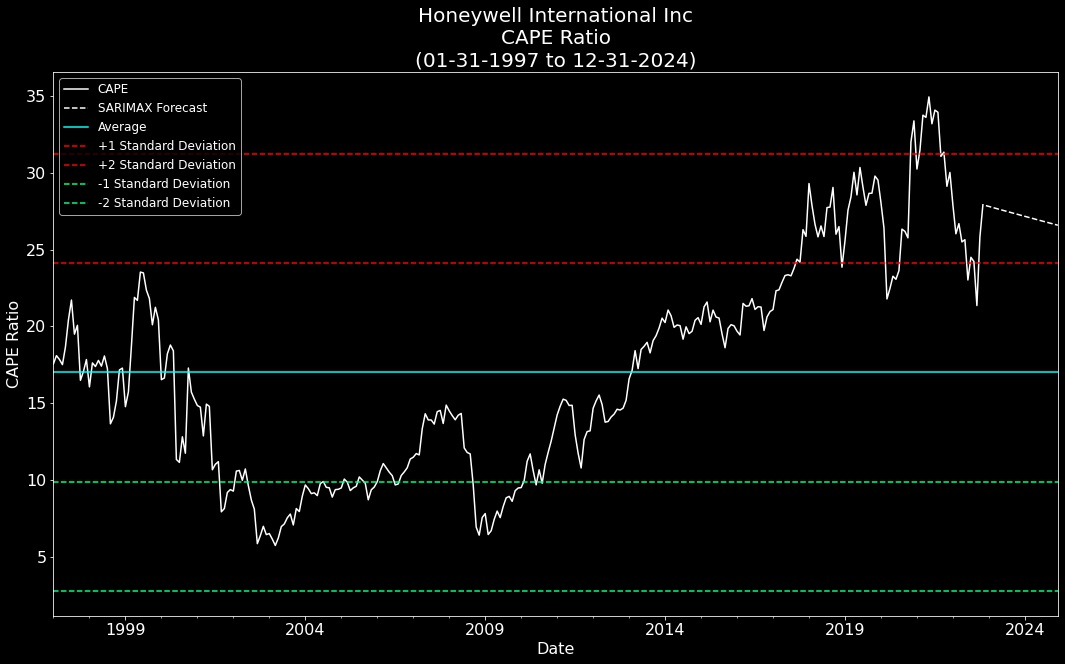 Honeywell International Inc
CAPE Ratio
(01-31-1997 to 12-31-2024)
CAPE
SARIMAX Forecast
Average
+1 Standard Deviation
+2 Standard Deviation
-1 Standard Deviation
-2 Standard Deviation
CAPE Ratio
35
30
25
20
15
10
5
1999 2004 2009 2014 2019 2024
Date